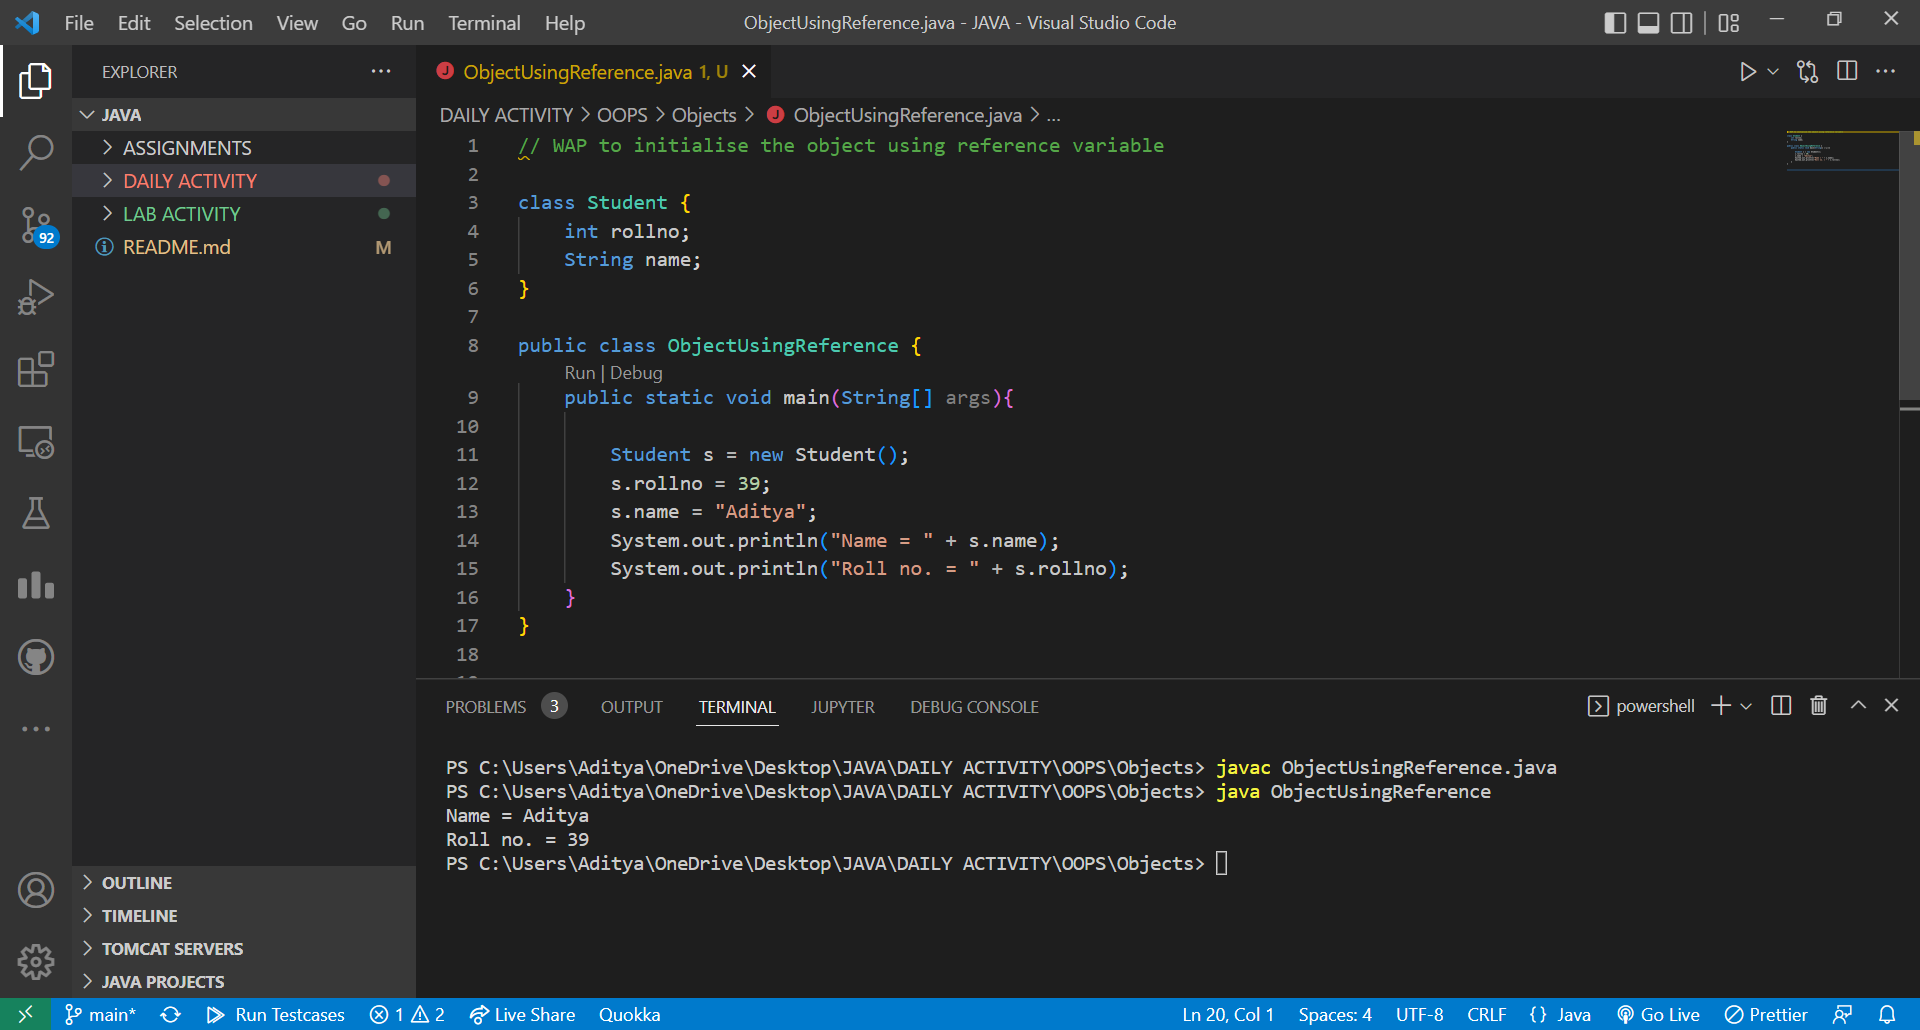 File Edit Selection View Go Run Terminal Help ObjectUsingReference.java - JAVA - Visual Studio Code
EXPLORER
JAVA
ASSIGNMENTS
DAILY ACTIVITY
LAB ACTIVITY
README.md M
92
OUTLINE
TIMELINE
TOMCAT SERVERS
JAVA PROJECTS
J ObjectUsingReference.java 1, U
DAILY ACTIVITY > OOPS > Objects > J ObjectUsingReference.java > ...
1 // WAP to initialise the object using reference variable
2
3 class Student {
4 int rollno;
5 String name;
6 }
7
8 public class ObjectUsingReference {
Run | Debug
9 public static void main(String[] args){
10
11 Student s = new Student();
12 s.rollno = 39;
13 s.name = "Aditya";
14 System.out.println("Name = " + s.name);
15 System.out.println("Roll no. = " + s.rollno);
16 }
17 }
18
PROBLEMS 3 OUTPUT TERMINAL JUPYTER DEBUG CONSOLE powershell
PS C:\Users\Aditya\OneDrive\Desktop\JAVA\DAILY ACTIVITY\OOPS\Objects> javac ObjectUsingReference.java
PS C:\Users\Aditya\OneDrive\Desktop\JAVA\DAILY ACTIVITY\OOPS\Objects> java ObjectUsingReference
Name = Aditya
Roll no. = 39
PS C:\Users\Aditya\OneDrive\Desktop\JAVA\DAILY ACTIVITY\OOPS\Objects>
main* Run Testcases 1 2 Live Share Quokka Ln 20, Col 1 Spaces: 4 UTF-8 CRLF {} Java Go Live Prettier